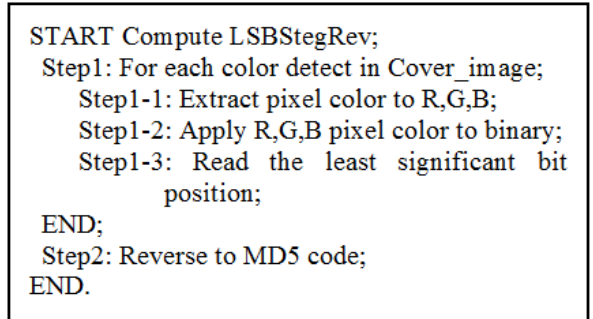 START Compute LSBStegRev;
Step1: For each color detect in Cover_image;
Step1-1: Extract pixel color to R,G,B;
Step1-2: Apply R,G,B pixel color to binary;
Step1-3: Read the least significant bit
position;
END;
Step2: Reverse to MD5 code;
END.